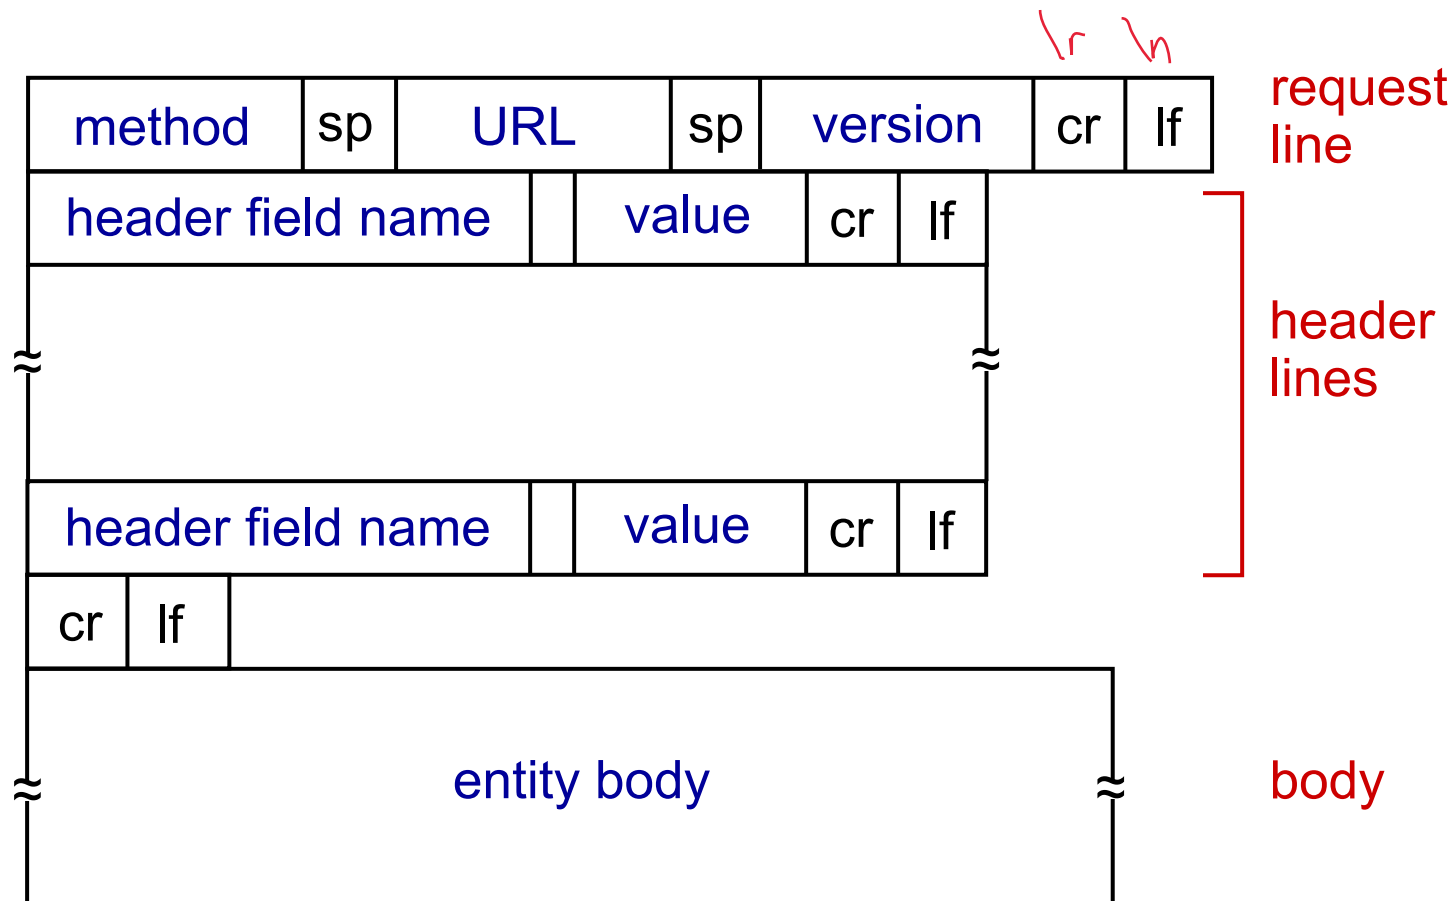 \r \n
method sp URL sp version cr lf
request
line
header field name value cr lf
header
lines
header field name value cr lf
cr lf
entity body
body